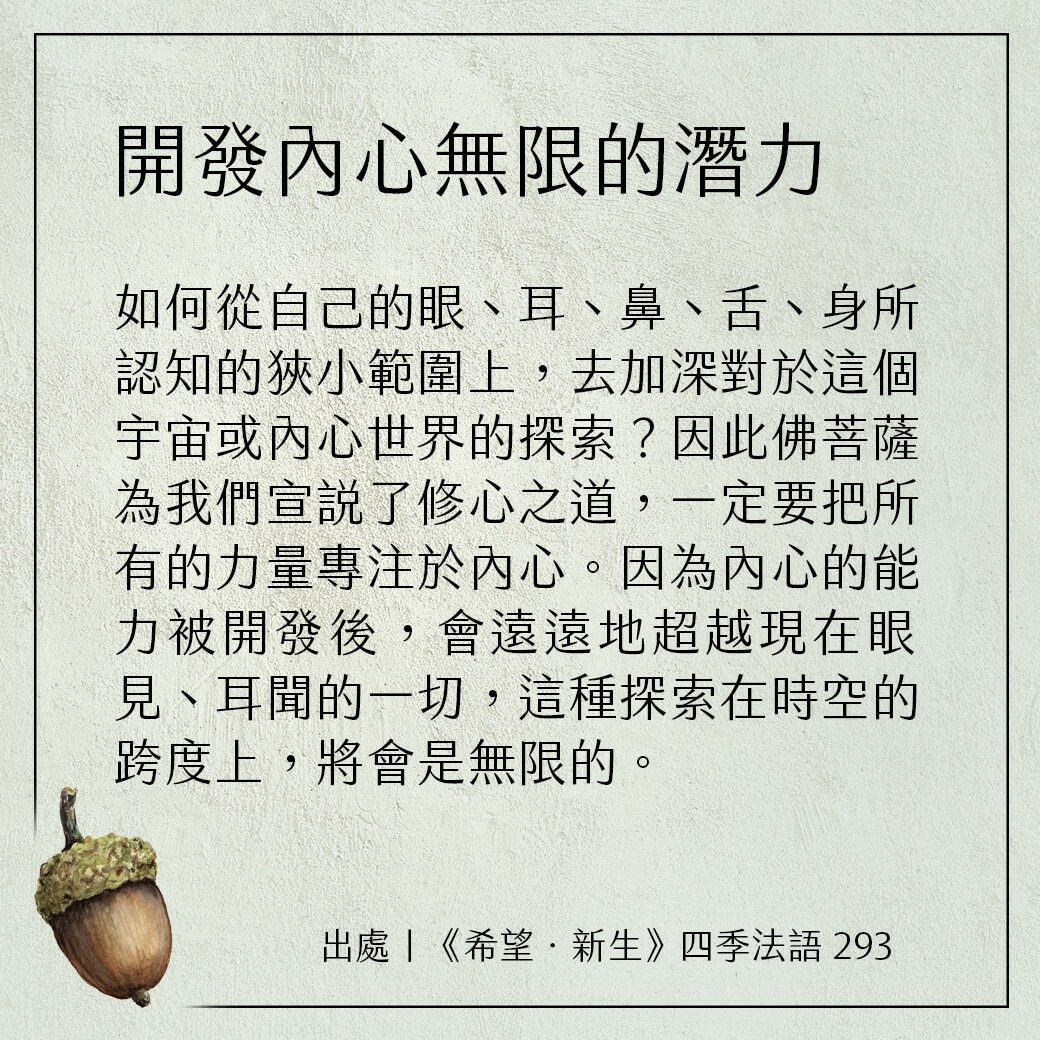 開發內心無限的潛力
如何從自己的眼、耳、鼻、舌、身所
認知的狹小範圍上，去加深對於這個
宇宙或內心世界的探索？因此佛菩薩
為我們宣説了修心之道，一定要把所
有的力量專注於內心。因為內心的能
力被開發後，會遠遠地超越現在眼
見、耳聞的一切，這種探索在時空的
跨度上，將會是無限的。
出處｜《希望．新生》四季法語 293